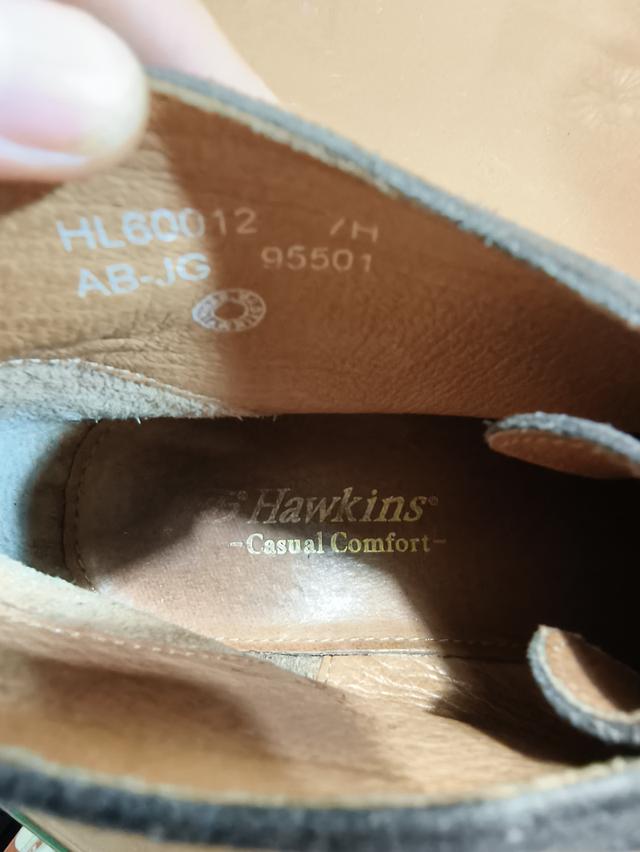 HL60012 7H
AB-JG 95501
Hawkins®
-Casual Comfort-